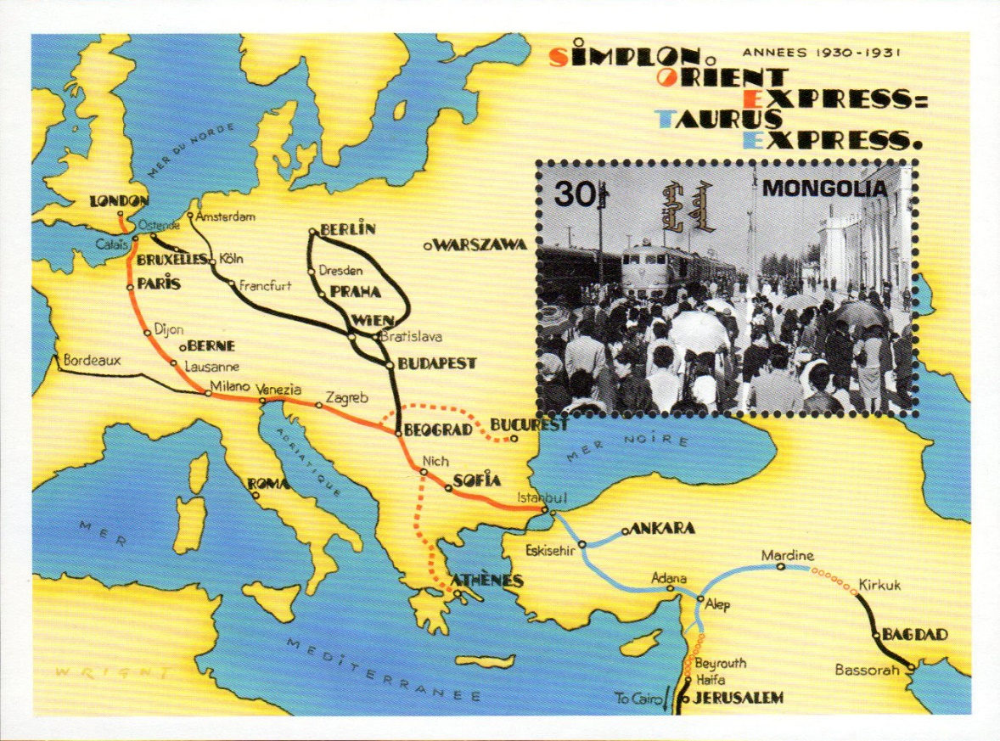 SIMPLON.
ANNEES 1930-1931
ORIENT
EXPRESS=
TAURUS
EXPRESS.
30
MONGOLIA
MER DU NORDE
LONDON
Ostende
Amsterdam
Calais
BERLIN
WARSZAWA
BRUXELLES
Köln
Dresden
PARIS
Francfurt
PRAHA
WIEN
Dijon
Bratislava
BERNE
Bordeaux
Lausanne
BUDAPEST
Milano
Venezia
Zagreb
BEOGRAD
BUCUREST
MER NOIRE
ADRIATIQUE
Nich
SOFIA
ROMA
Istanbul
MER
ANKARA
Eskisehir
Mardine
ATHÈNES
Adana
Kirkuk
Alep
BAGDAD
MEDITERRANEE
Beyrouth
Bassorah
WRIGHT
Haifa
To Cairo
JERUSALEM